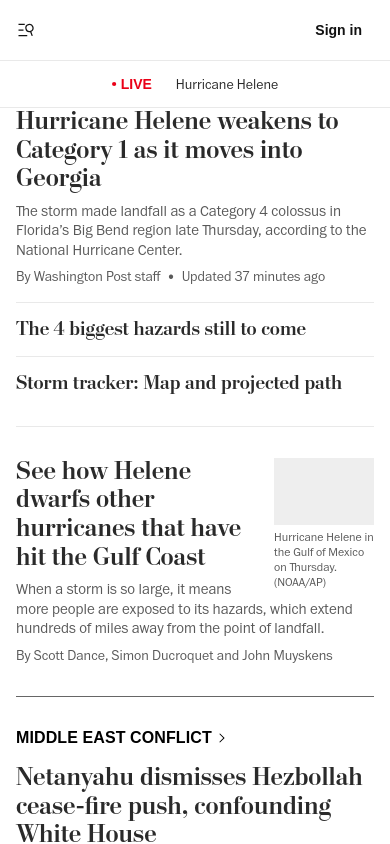 Sign in
• LIVE Hurricane Helene
Hurricane Helene weakens to
Category 1 as it moves into
Georgia
The storm made landfall as a Category 4 colossus in
Florida's Big Bend region late Thursday, according to the
National Hurricane Center.
By Washington Post staff • Updated 37 minutes ago
The 4 biggest hazards still to come
Storm tracker: Map and projected path
See how Helene
dwarfs other
hurricanes that have
hit the Gulf Coast
Hurricane Helene in
the Gulf of Mexico
on Thursday.
(NOAA/AP)
When a storm is so large, it means
more people are exposed to its hazards, which extend
hundreds of miles away from the point of landfall.
By Scott Dance, Simon Ducroquet and John Muyskens
MIDDLE EAST CONFLICT
Netanyahu dismisses Hezbollah
cease-fire push, confounding
White House